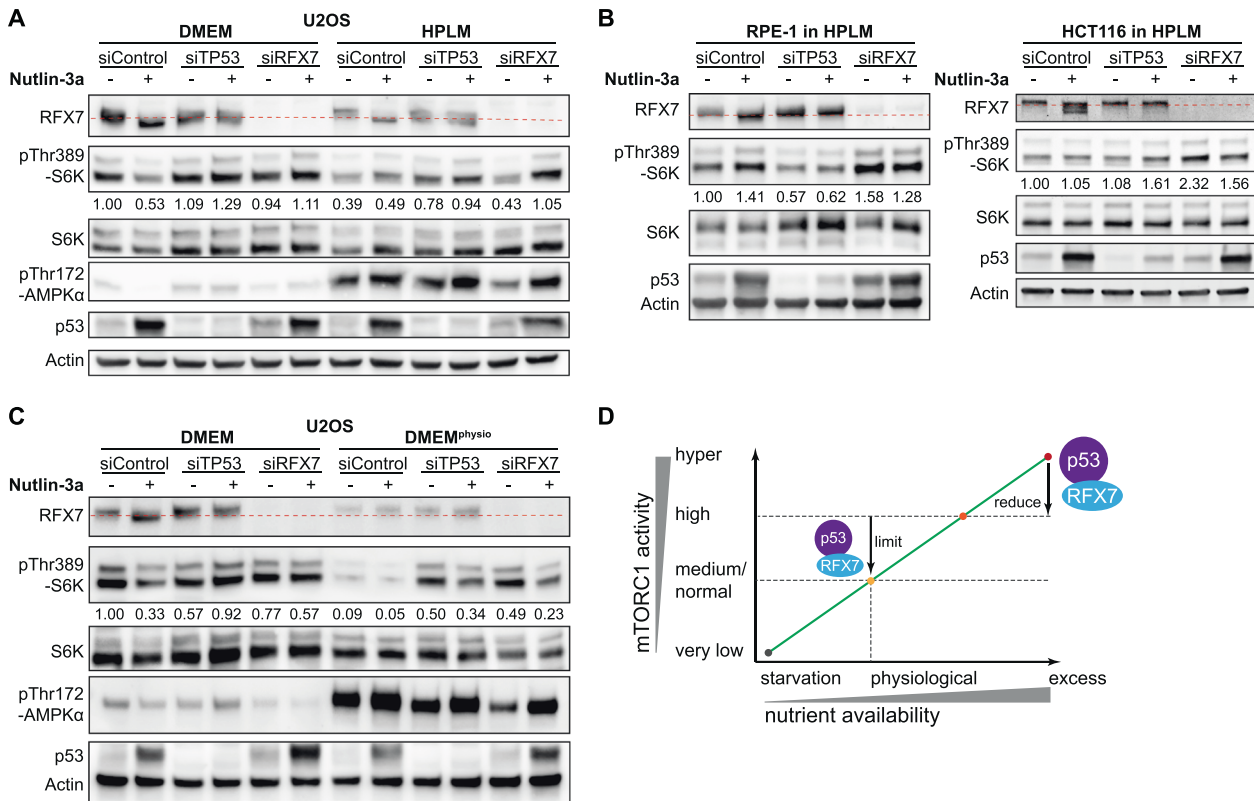 A
U2OS
DMEM HPLM
siControl siTP53 siRFX7 siControl siTP53 siRFX7
Nutlin-3a - + - + - + - + - + - +
RFX7
pThr389
-S6K
1.00 0.53 1.09 1.29 0.94 1.11 0.39 0.49 0.78 0.94 0.43 1.05
S6K
pThr172
-AMPKα
p53
Actin
B
RPE-1 in HPLM
siControl siTP53 siRFX7
Nutlin-3a - + - + - +
RFX7
pThr389
-S6K
1.00 1.41 0.57 0.62 1.58 1.28
S6K
p53
Actin
HCT116 in HPLM
siControl siTP53 siRFX7
Nutlin-3a - + - + - +
RFX7
pThr389
-S6K
1.00 1.05 1.08 1.61 2.32 1.56
S6K
p53
Actin
C
U2OS
DMEM DMEMphysio
siControl siTP53 siRFX7 siControl siTP53 siRFX7
Nutlin-3a - + - + - + - + - + - +
RFX7
pThr389
-S6K
1.00 0.33 0.57 0.92 0.77 0.57 0.09 0.05 0.50 0.34 0.49 0.23
S6K
pThr172
-AMPKα
p53
Actin
D
mTORC1 activity
hyper
high
medium/
normal
very low
p53
RFX7
limit
reduce
p53
RFX7
starvation physiological excess
nutrient availability